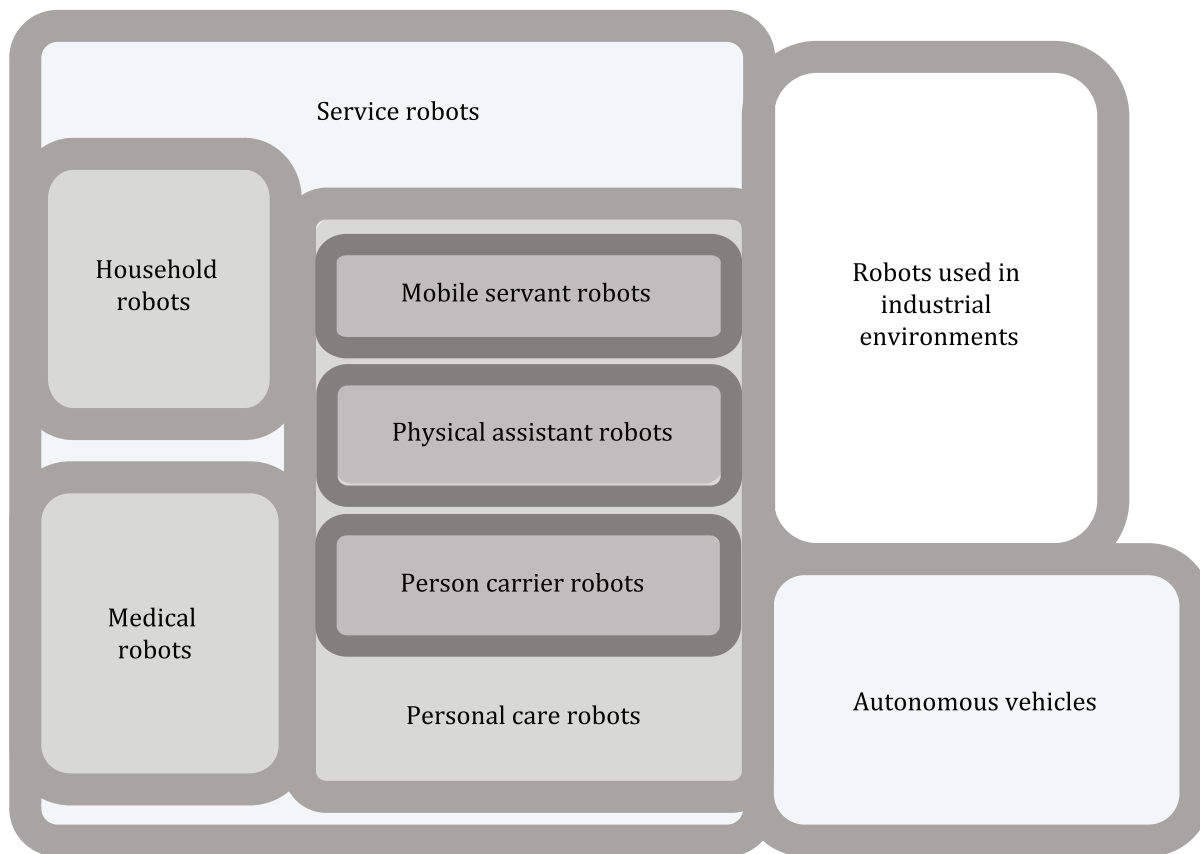 Service robots
Household
robots
Mobile servant robots
Robots used in
industrial
environments
Physical assistant robots
Person carrier robots
Medical
robots
Personal care robots
Autonomous vehicles